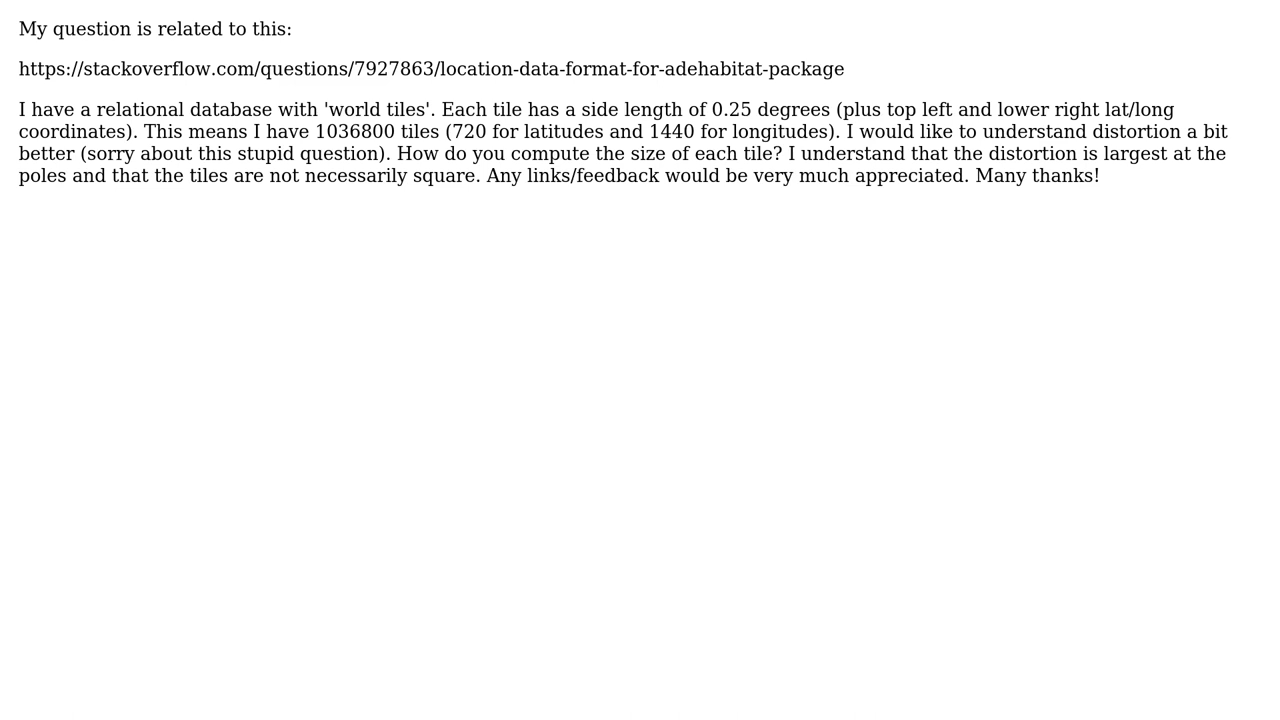 My question is related to this:
https://stackoverflow.com/questions/7927863/location-data-format-for-adehabitat-package
I have a relational database with 'world tiles'. Each tile has a side length of 0.25 degrees (plus top left and lower right lat/long
coordinates). This means I have 1036800 tiles (720 for latitudes and 1440 for longitudes). I would like to understand distortion a bit
better (sorry about this stupid question). How do you compute the size of each tile? I understand that the distortion is largest at the
poles and that the tiles are not necessarily square. Any links/feedback would be very much appreciated. Many thanks!